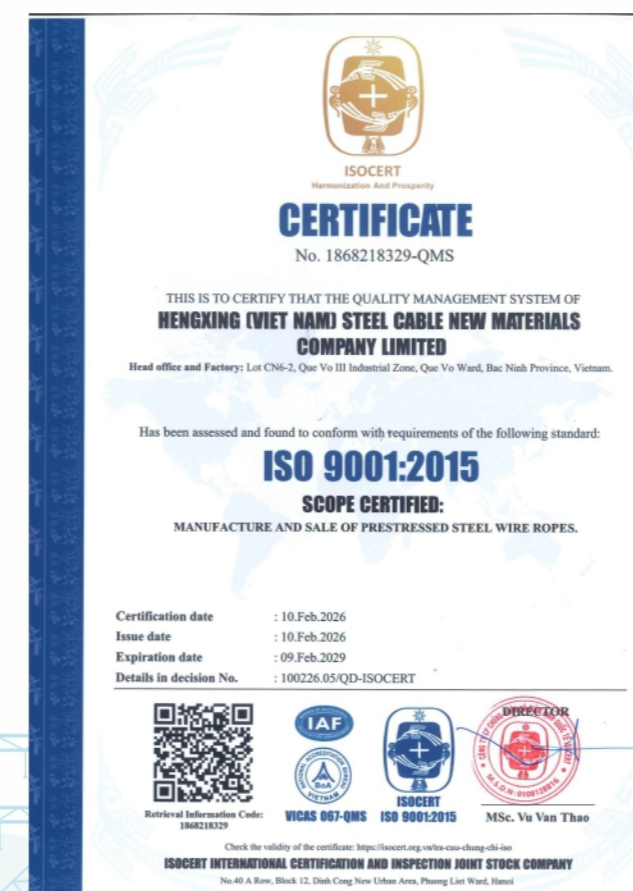 ISOCERT
Harmonization And Prosperity
CERTIFICATE
No. 1868218329-QMS
THIS IS TO CERTIFY THAT THE QUALITY MANAGEMENT SYSTEM OF
HENGXING (VIET NAM) STEEL CABLE NEW MATERIALS
COMPANY LIMITED
Head office and Factory: Lot CN6-2, Que Vo III Industrial Zone, Que Vo Ward, Bac Ninh Province, Vietnam.
Has been assessed and found to conform with requirements of the following standard:
ISO 9001:2015
SCOPE CERTIFIED:
MANUFACTURE AND SALE OF PRESTRESSED STEEL WIRE ROPES.
Certification date : 10.Feb.2026
Issue date : 10.Feb.2026
Expiration date : 09.Feb.2029
Details in decision No. : 100226.05/QD-ISOCERT
IAF
NATIONAL ACCREDITATION BUREAU
BoA
VIETNAM
VICAS 067-QMS
ISOCERT
ISO 9001:2015
DIRECTOR
M.S.D.N: 0106128816
MSc. Vu Van Thao
Retrieval Information Code:
1868218329
Check the validity of the certificate: https://isocert.org.vn/tra-cuu-chung-chi-iso
ISOCERT INTERNATIONAL CERTIFICATION AND INSPECTION JOINT STOCK COMPANY
No.40 A Row, Block 12, Dinh Cong New Urban Area, Phuong Liet Ward, Hanoi